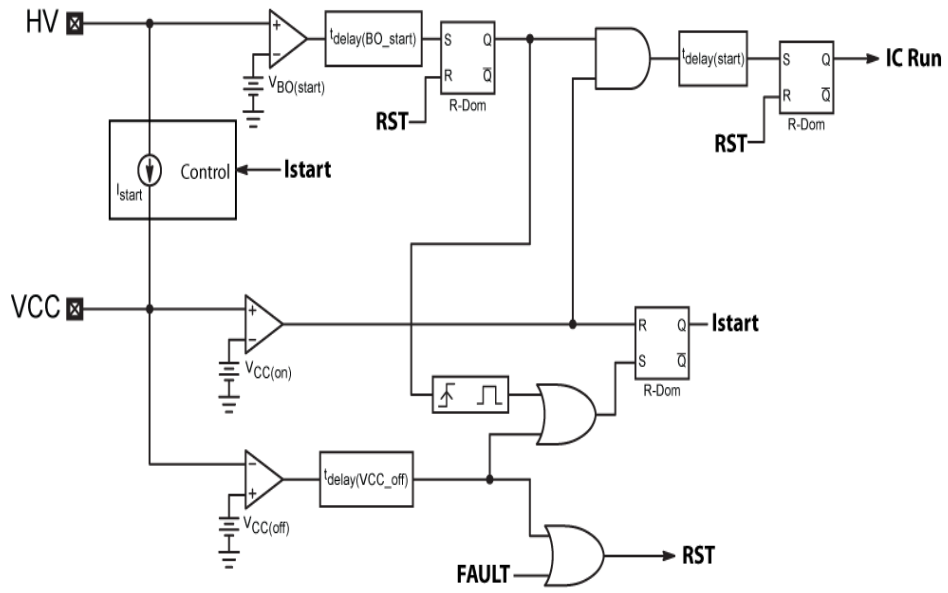 HV
+
−
VBO(start)
tdelay(BO_start)
S
Q
R
Q̅
R-Dom
RST
tdelay(start)
S
Q
R
Q̅
R-Dom
RST
IC Run
Istart
Control
Istart
VCC
+
−
VCC(on)
R
Q
S
Q̅
R-Dom
Istart
−
+
VCC(off)
tdelay(VCC_off)
FAULT
RST